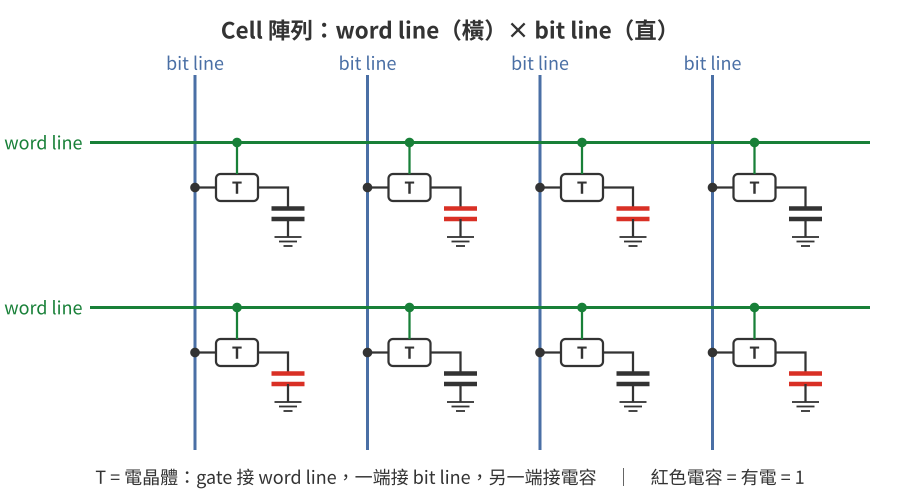 Cell 陣列：word line（橫）× bit line（直）
bit line
bit line
bit line
bit line
word line
T
T
T
T
word line
T
T
T
T
T = 電晶體：gate 接 word line，一端接 bit line，另一端接電容 ｜ 紅色電容 = 有電 = 1